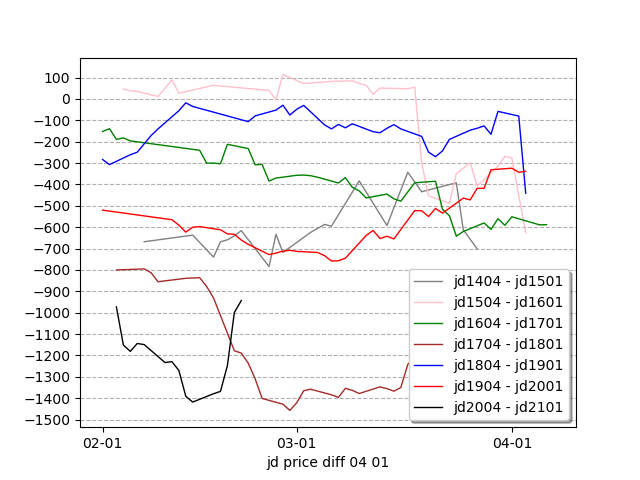 100
0
−100
−200
−300
−400
−500
−600
−700
−800
−900
−1000
−1100
−1200
−1300
−1400
−1500
jd1404 - jd1501
jd1504 - jd1601
jd1604 - jd1701
jd1704 - jd1801
jd1804 - jd1901
jd1904 - jd2001
jd2004 - jd2101
02-01 03-01 04-01
jd price diff 04 01